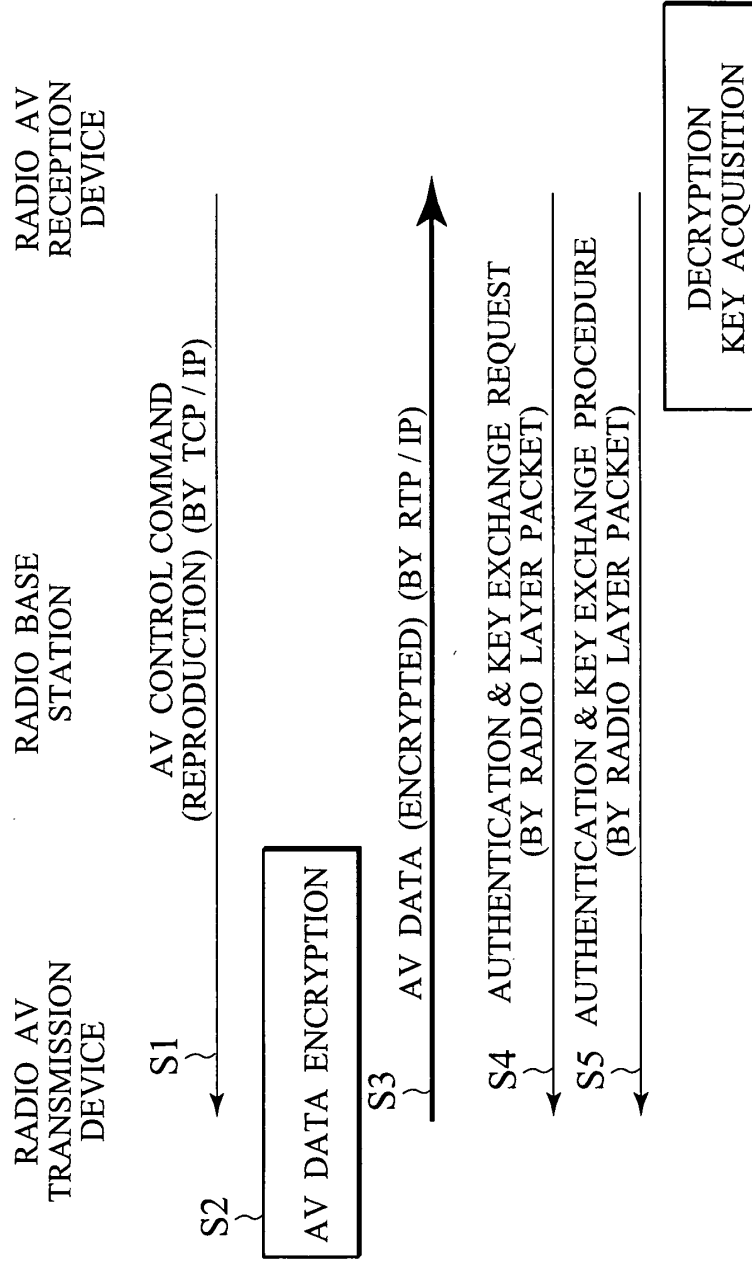 RADIO AV
TRANSMISSION
DEVICE
RADIO BASE
STATION
RADIO AV
RECEPTION
DEVICE
S1
AV CONTROL COMMAND
(REPRODUCTION) (BY TCP / IP)
S2
AV DATA ENCRYPTION
S3
AV DATA (ENCRYPTED) (BY RTP / IP)
S4
AUTHENTICATION & KEY EXCHANGE REQUEST
(BY RADIO LAYER PACKET)
S5
AUTHENTICATION & KEY EXCHANGE PROCEDURE
(BY RADIO LAYER PACKET)
DECRYPTION
KEY ACQUISITION